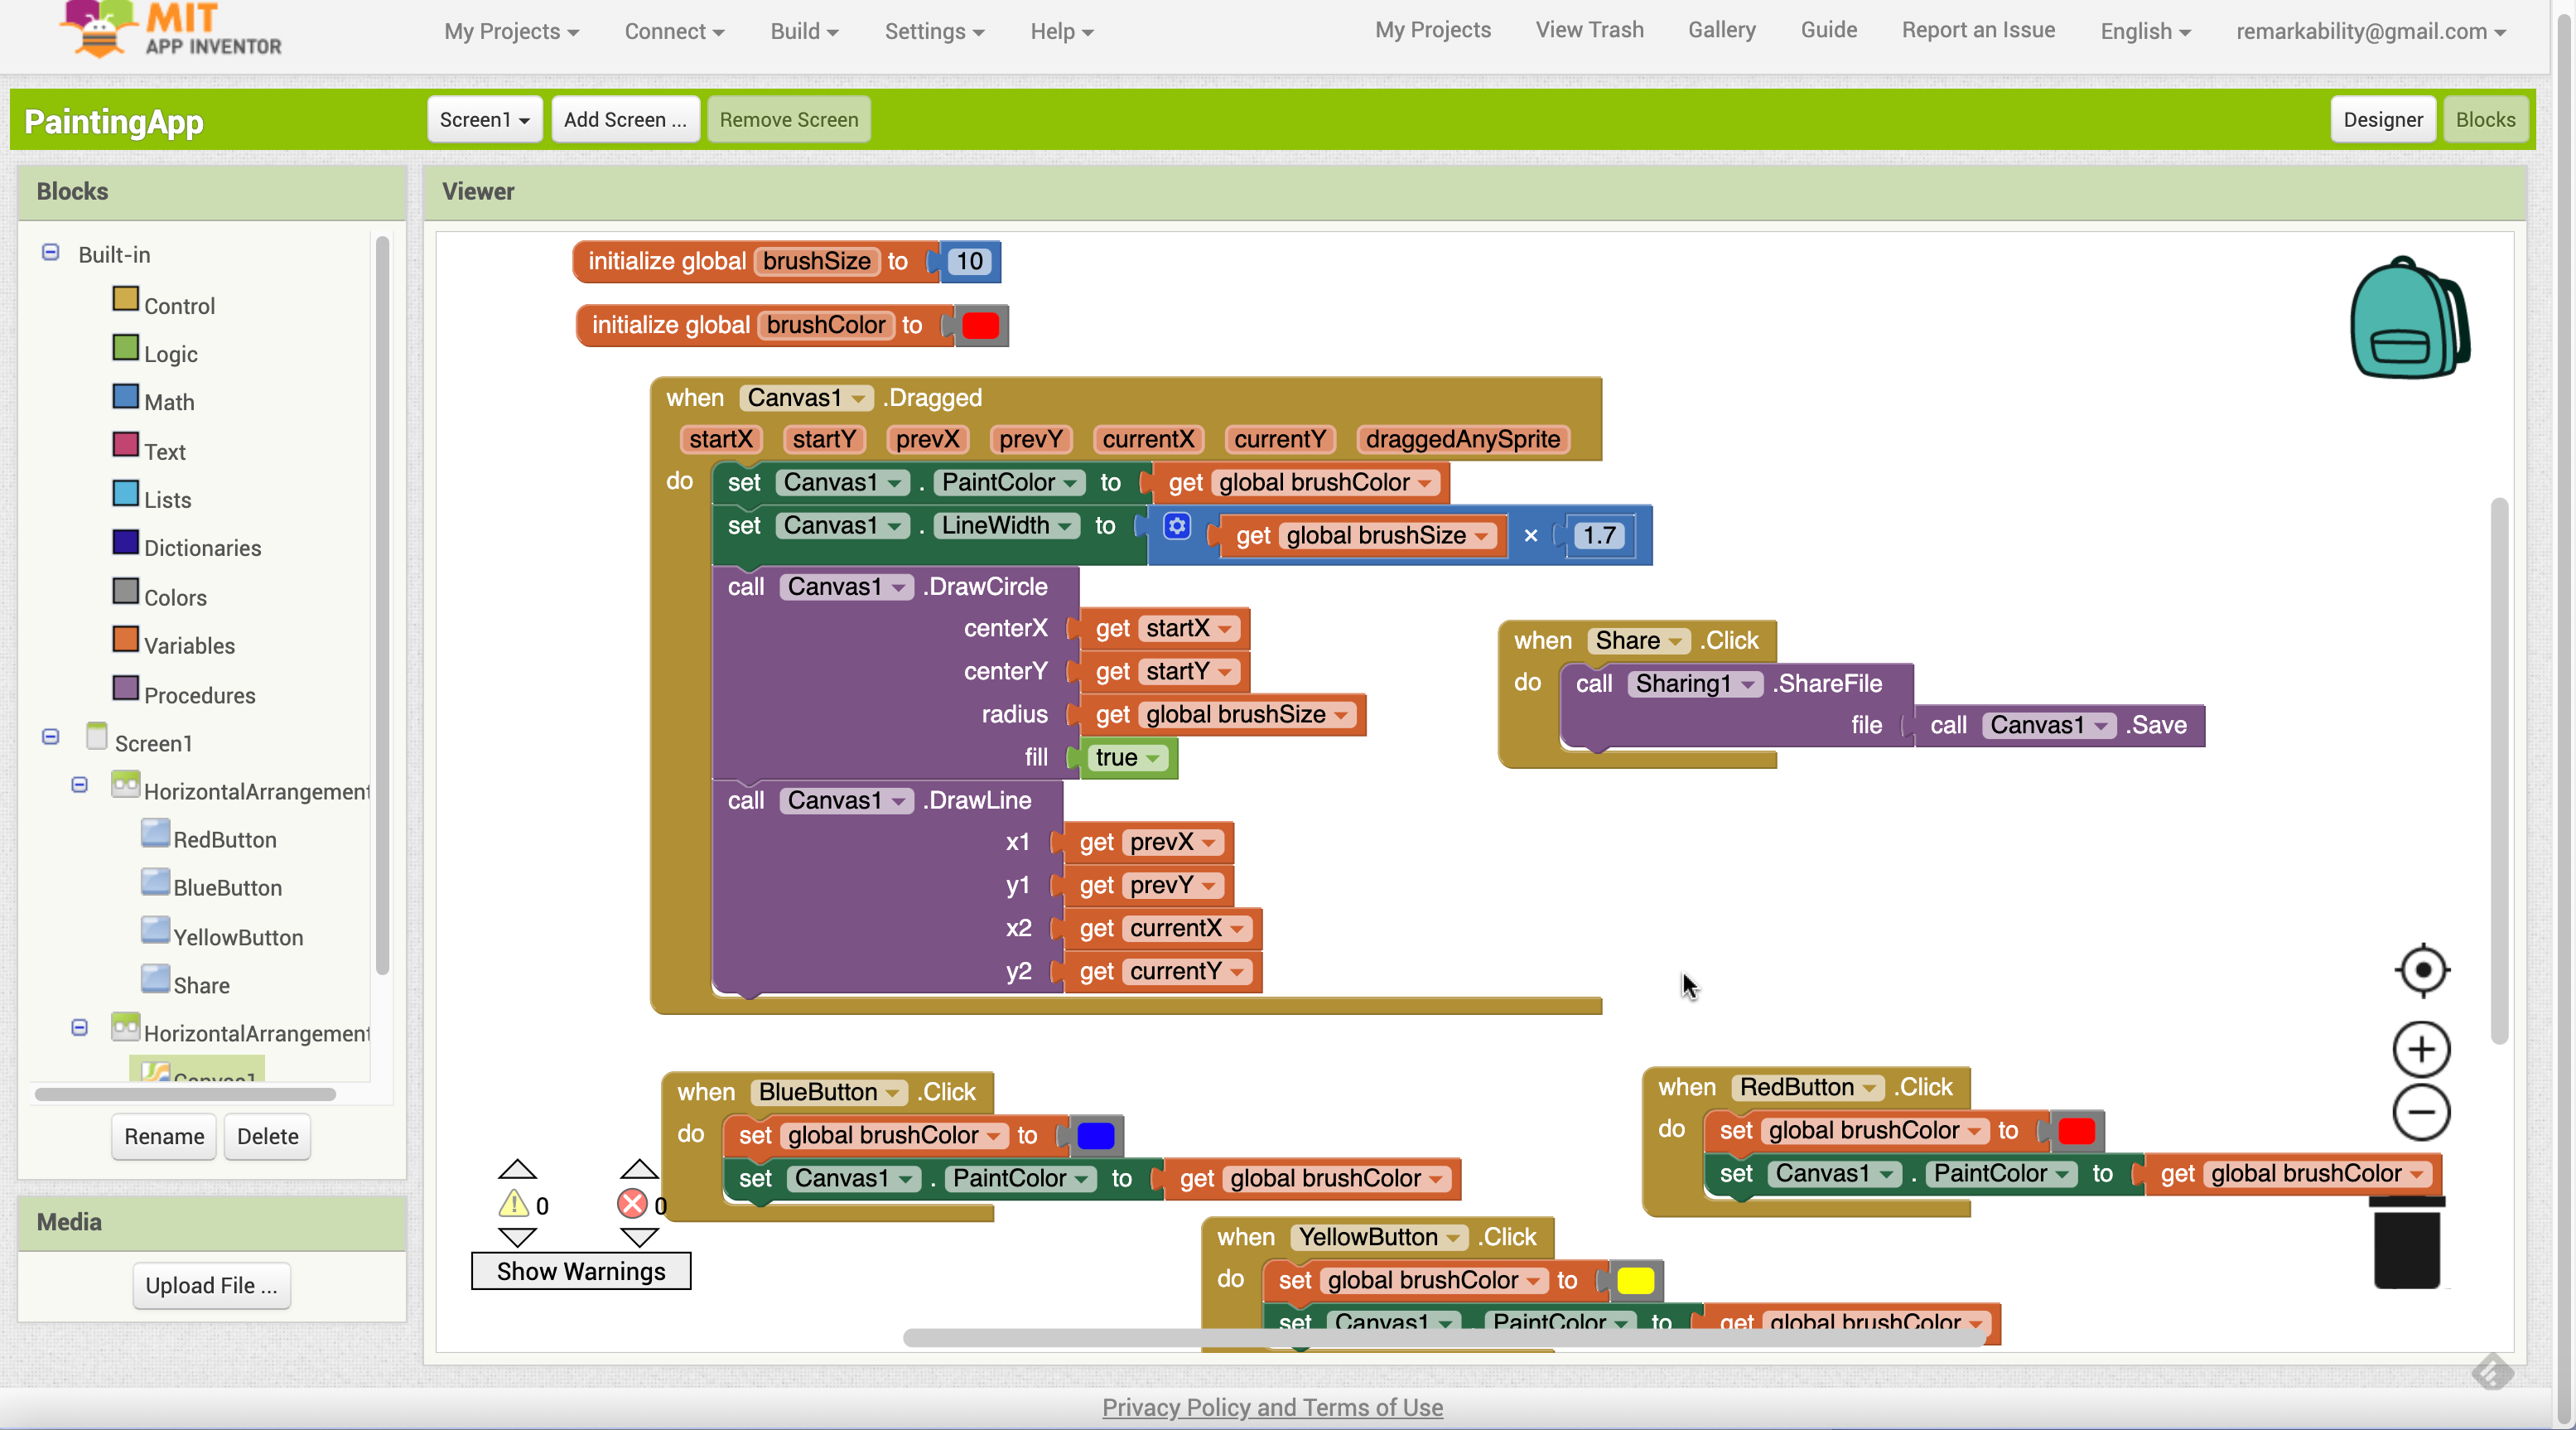 MIT
APP INVENTOR
My Projects
Connect
Build
Settings
Help
My Projects
View Trash
Gallery
Guide
Report an Issue
English
remarkability@gmail.com
PaintingApp
Screen1
Add Screen ...
Remove Screen
Designer
Blocks
Blocks
Built-in
Control
Logic
Math
Text
Lists
Dictionaries
Colors
Variables
Procedures
Screen1
HorizontalArrangement
RedButton
BlueButton
YellowButton
Share
HorizontalArrangement
Canvas1
Rename
Delete
Media
Upload File ...
Viewer
initialize global brushSize to 10
initialize global brushColor to
when Canvas1 .Dragged
startX startY prevX prevY currentX currentY draggedAnySprite
do set Canvas1 . PaintColor to get global brushColor
set Canvas1 . LineWidth to get global brushSize × 1.7
call Canvas1 .DrawCircle
centerX get startX
centerY get startY
radius get global brushSize
fill true
call Canvas1 .DrawLine
x1 get prevX
y1 get prevY
x2 get currentX
y2 get currentY
when Share .Click
do call Sharing1 .ShareFile
file call Canvas1 .Save
when BlueButton .Click
do set global brushColor to
set Canvas1 . PaintColor to get global brushColor
when RedButton .Click
do set global brushColor to
set Canvas1 . PaintColor to get global brushColor
when YellowButton .Click
do set global brushColor to
set Canvas1 . PaintColor to get global brushColor
0
0
Show Warnings
Privacy Policy and Terms of Use